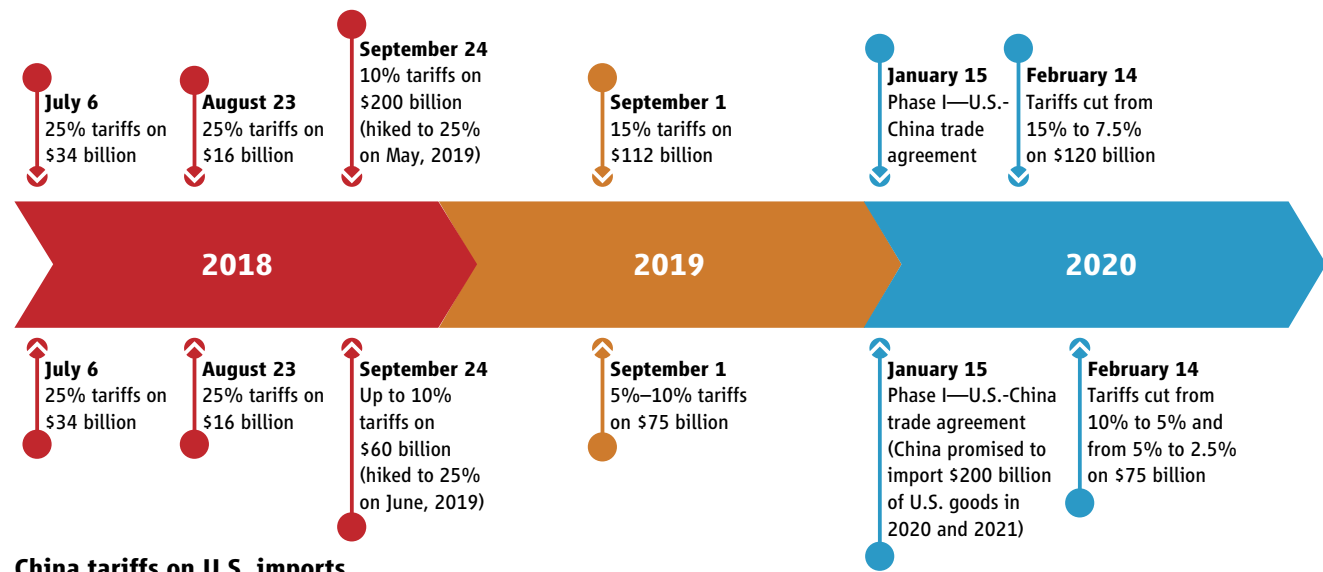 July 6
25% tariffs on
$34 billion
August 23
25% tariffs on
$16 billion
September 24
10% tariffs on
$200 billion
(hiked to 25%
on May, 2019)
September 1
15% tariffs on
$112 billion
January 15
Phase I—U.S.-
China trade
agreement
February 14
Tariffs cut from
15% to 7.5%
on $120 billion
2018
2019
2020
July 6
25% tariffs on
$34 billion
August 23
25% tariffs on
$16 billion
September 24
Up to 10%
tariffs on
$60 billion
(hiked to 25%
on June, 2019)
September 1
5%–10% tariffs
on $75 billion
January 15
Phase I—U.S.-China
trade agreement
(China promised to
import $200 billion
of U.S. goods in
2020 and 2021)
February 14
Tariffs cut from
10% to 5% and
from 5% to 2.5%
on $75 billion
China tariffs on U.S. imports